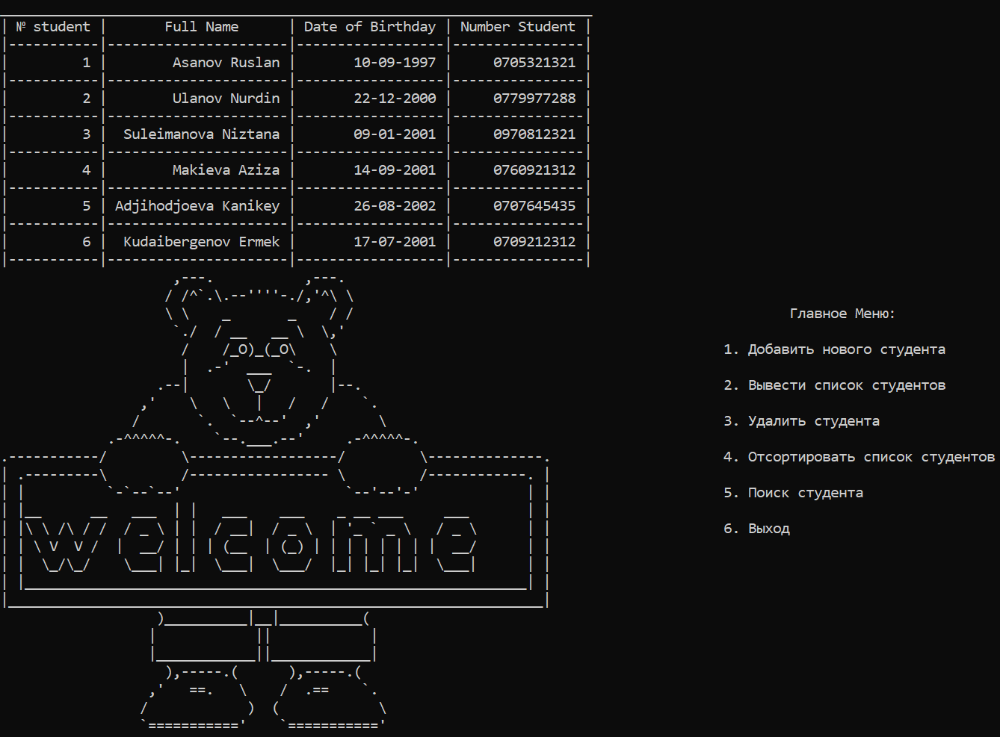 № student | Full Name | Date of Birthday | Number Student
1 | Asanov Ruslan | 10-09-1997 | 0705321321
2 | Ulanov Nurdin | 22-12-2000 | 0779977288
3 | Suleimanova Niztana | 09-01-2001 | 0970812321
4 | Makieva Aziza | 14-09-2001 | 0760921312
5 | Adjihodjoeva Kanikey | 26-08-2002 | 0707645435
6 | Kudaibergenov Ermek | 17-07-2001 | 0709212312
welcome
Главное Меню:
1. Добавить нового студента
2. Вывести список студентов
3. Удалить студента
4. Отсортировать список студентов
5. Поиск студента
6. Выход